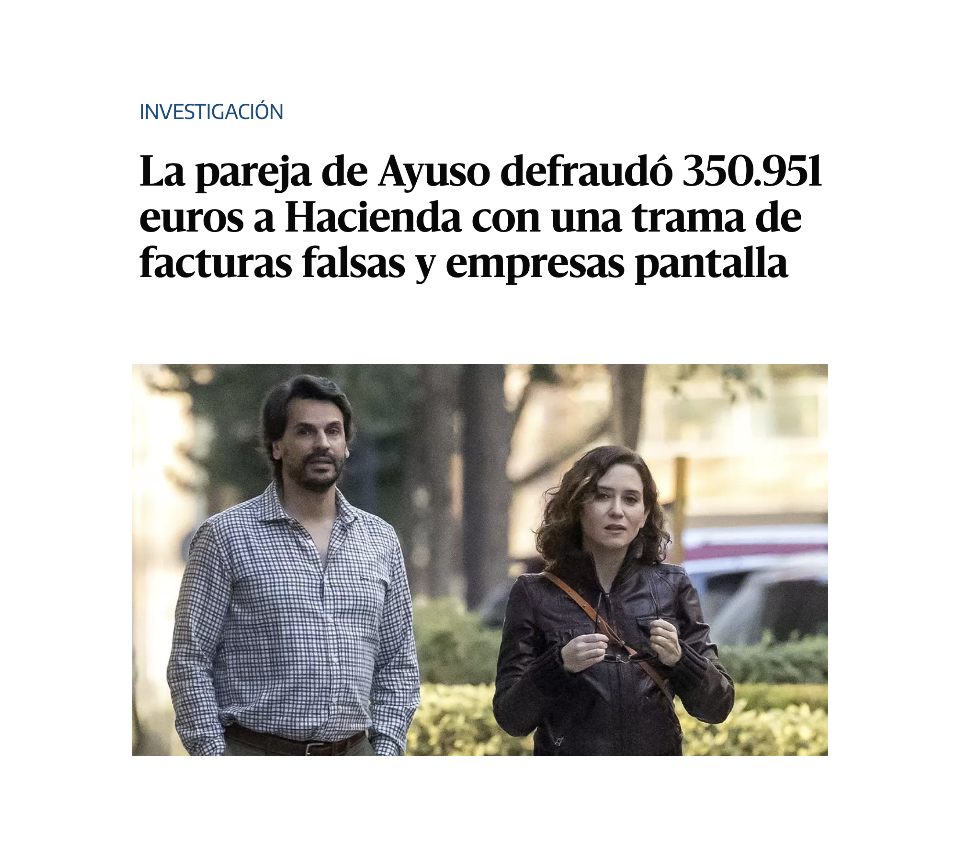 INVESTIGACIÓN
La pareja de Ayuso defraudó 350.951
euros a Hacienda con una trama de
facturas falsas y empresas pantalla